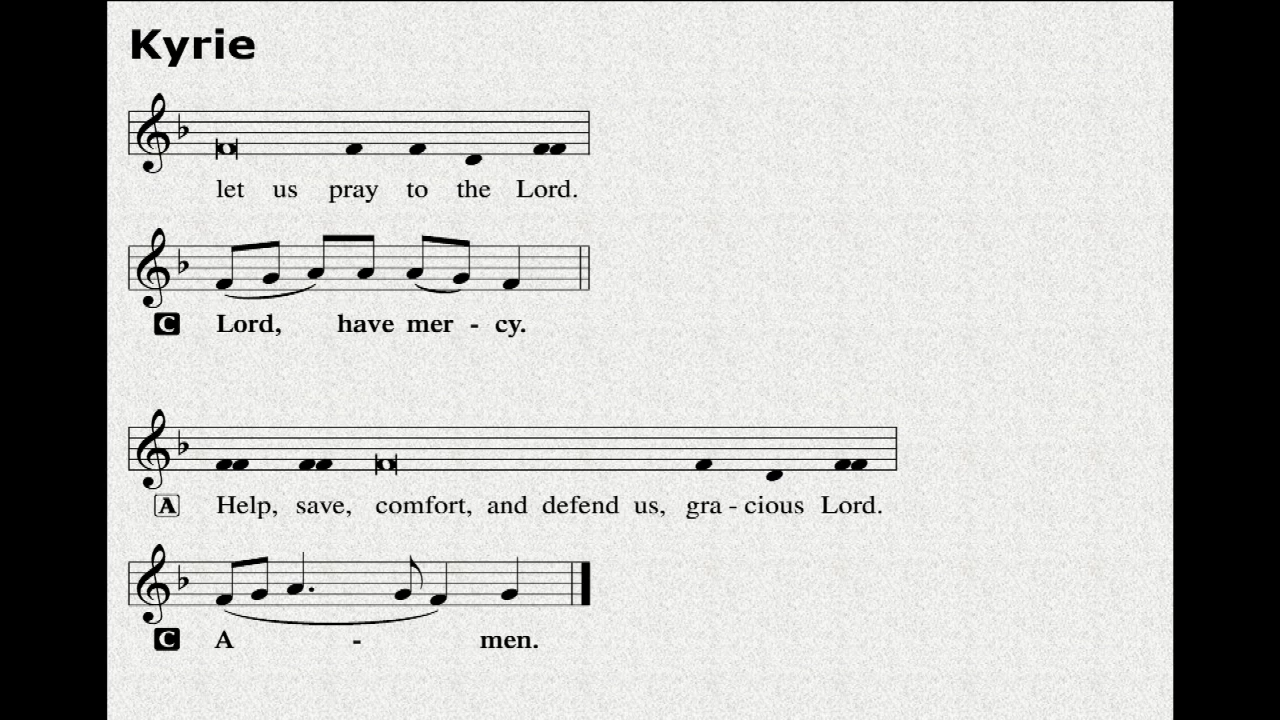 Kyrie
let us pray to the Lord.
C Lord, have mer - cy.
A Help, save, comfort, and defend us, gra - cious Lord.
C A - men.